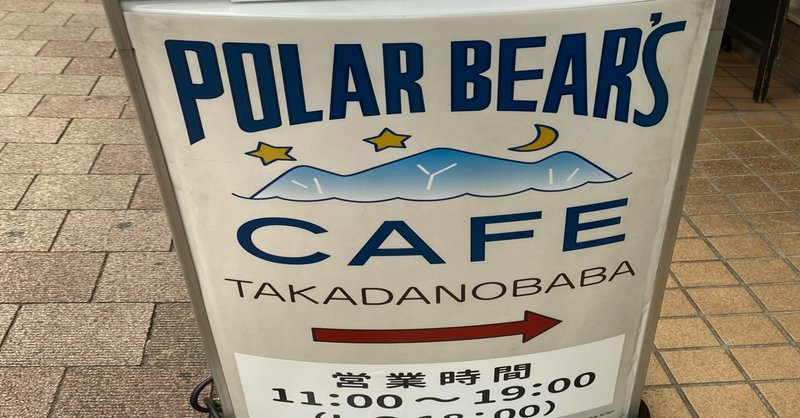 POLAR BEAR'S
CAFE
TAKADANOBABA
営業時間
11:00～19:00